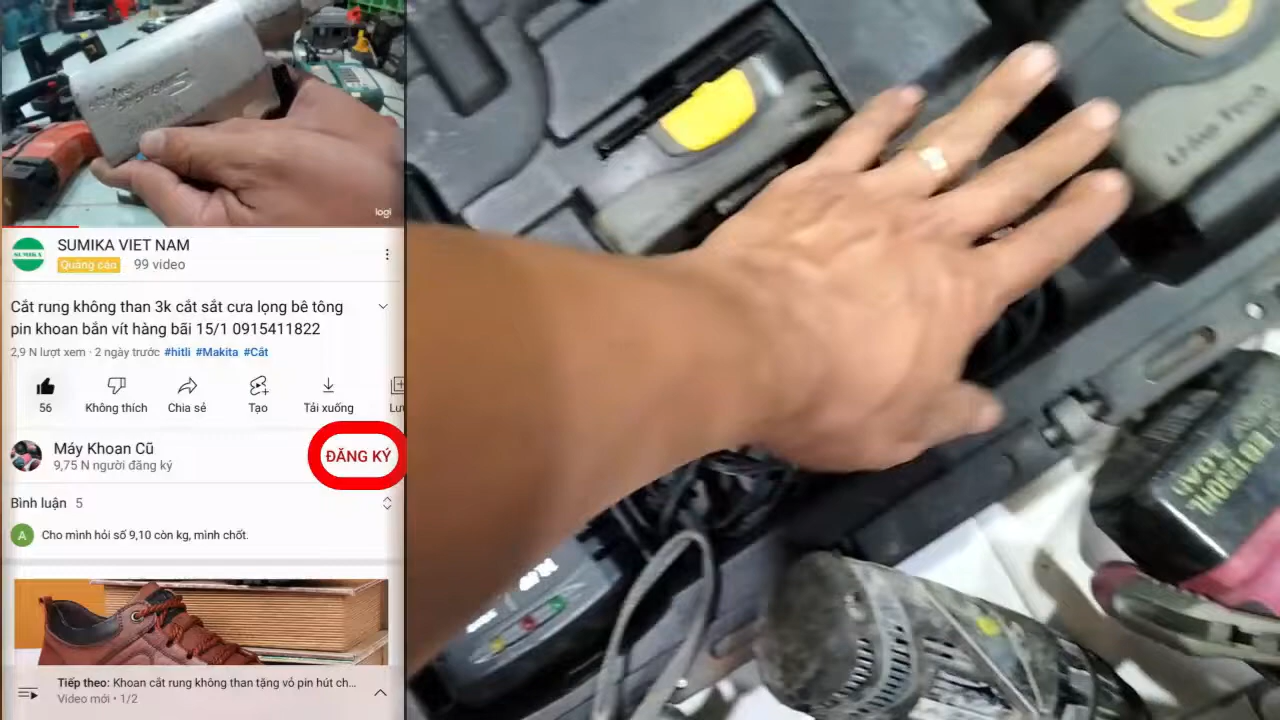 logi
SUMIKA
SUMIKA VIET NAM
Quảng cáo 99 video
Cắt rung không than 3k cắt sắt cưa lọng bê tông
pin khoan bắn vít hàng bãi 15/1 0915411822
2,9 N lượt xem · 2 ngày trước #hitli #Makita #Cắt
56 Không thích Chia sẻ Tạo Tải xuống Lưu
Máy Khoan Cũ
9,75 N người đăng ký
ĐĂNG KÝ
Bình luận 5
A Cho mình hỏi số 9,10 còn kg, mình chốt.
Tiếp theo: Khoan cắt rung không than tặng vỏ pin hút ch...
Video mới • 1/2